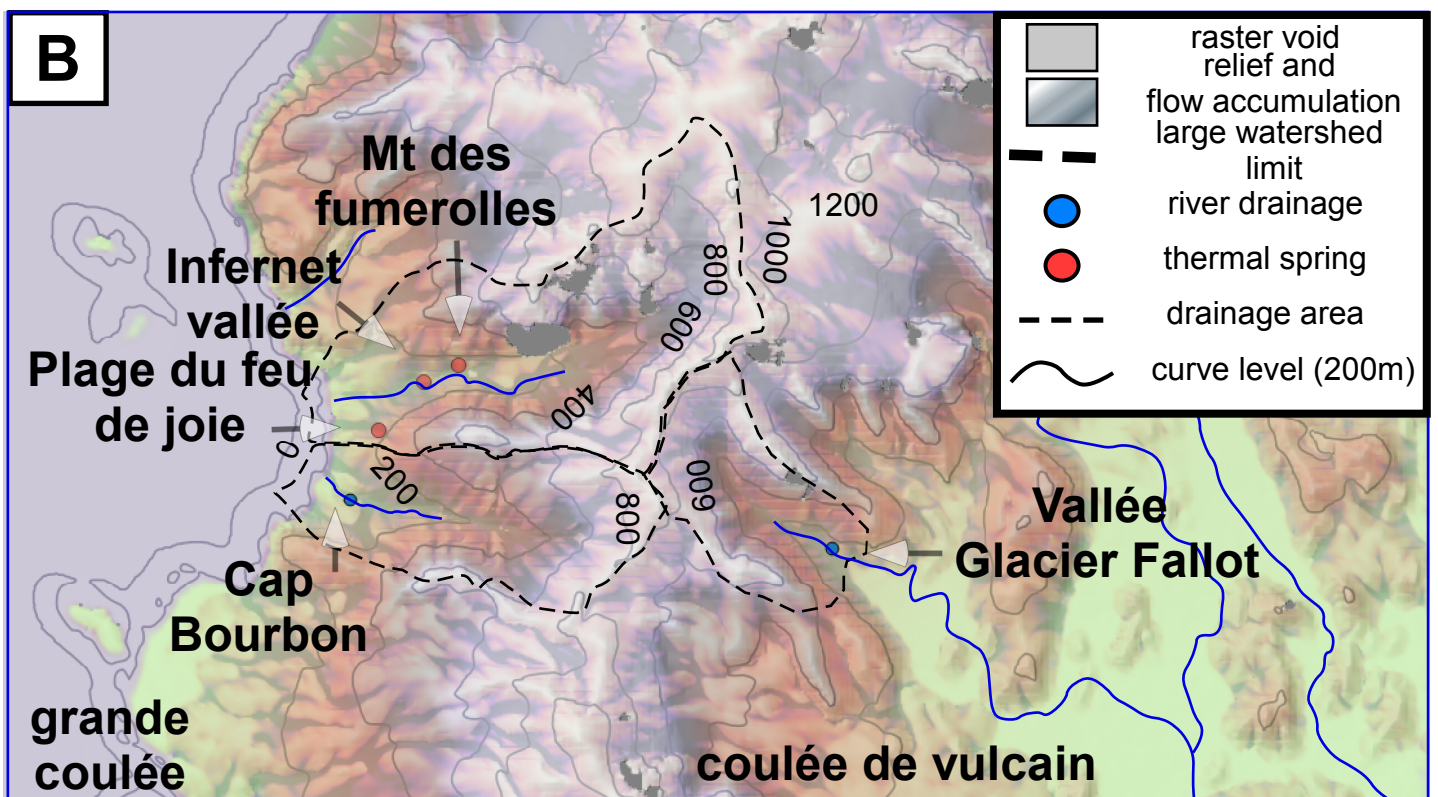 B
raster void
relief and
flow accumulation
large watershed
limit
river drainage
thermal spring
drainage area
curve level (200m)
Mt des
fumerolles
Infernet
vallée
Plage du feu
de joie
1200
1000
800
600
400
0
200
800
600
Vallée
Glacier Fallot
Cap
Bourbon
grande
coulée
coulée de vulcain